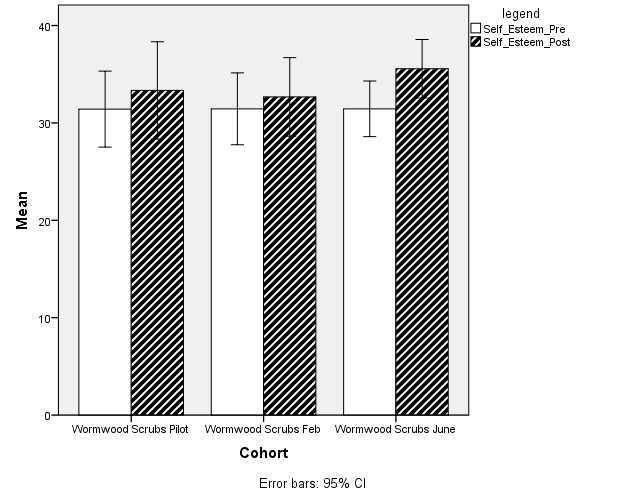 legend
Self_Esteem_Pre
Self_Esteem_Post
40
30
20
10
0
Mean
Wormwood Scrubs Pilot
Wormwood Scrubs Feb
Wormwood Scrubs June
Cohort
Error bars: 95% CI